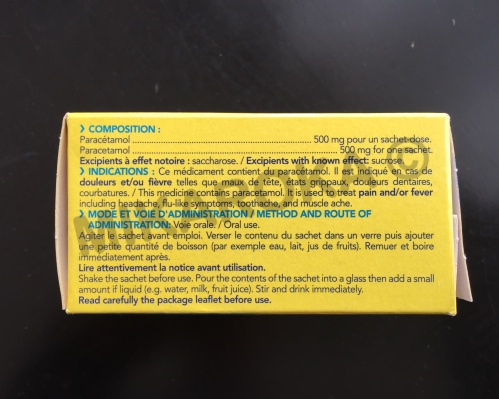 › COMPOSITION :
Paracétamol ........ 500 mg pour un sachet-dose.
Paracetamol ........ 500 mg for one sachet.
Excipients à effet notoire : saccharose. / Excipients with known effect: sucrose.
› INDICATIONS : Ce médicament contient du paracétamol. Il est indiqué en cas de
douleurs et/ou fièvre telles que maux de tête, états grippaux, douleurs dentaires,
courbatures. / This medicine contains paracetamol. It is used to treat pain and/or fever
including headache, flu-like symptoms, toothache and muscle ache.
› MODE ET VOIE D'ADMINISTRATION / METHOD AND ROUTE OF
ADMINISTRATION: Voie orale. / Oral use.
Agiter le sachet avant emploi. Verser le contenu du sachet dans un verre puis ajouter
une petite quantité de boisson (par exemple eau, lait, jus de fruits). Remuer et boire
immédiatement après.
Lire attentivement la notice avant utilisation.
Shake the sachet before use. Pour the contents of the sachet into a glass then add a small
amount if liquid (e.g. water, milk, fruit juice). Stir and drink immediately.
Read carefully the package leaflet before use.